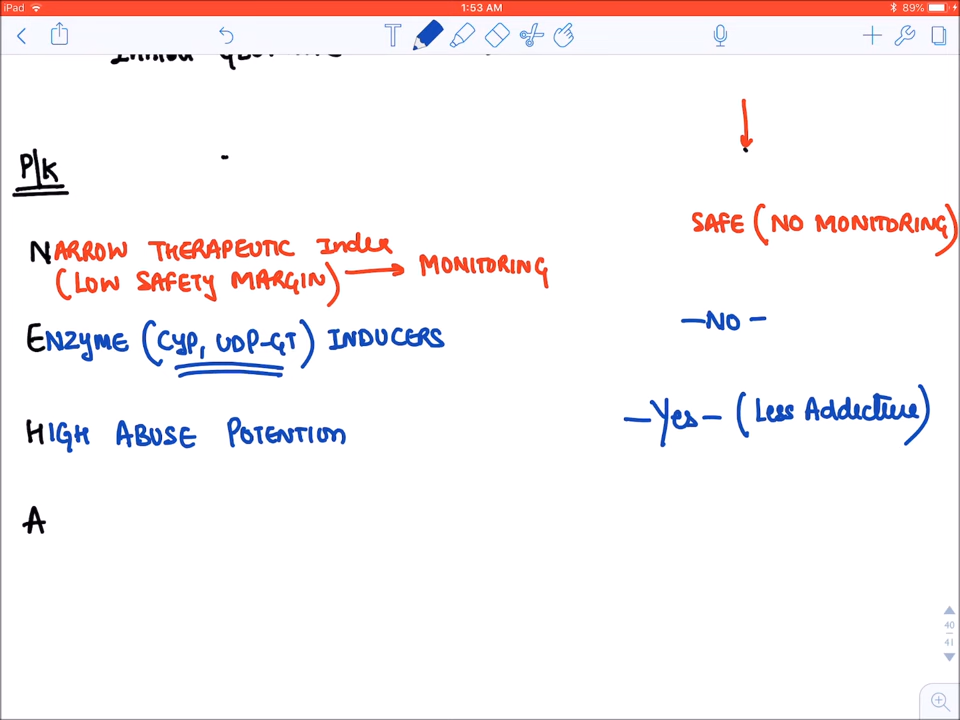 iPad 1:53 AM 89%
T
P/K
NARROW THERAPEUTIC Index SAFE (NO MONITORING)
(LOW SAFETY MARGIN) → MONITORING
ENZYME (CYP, UDP-GT) INDUCERS —NO—
HIGH ABUSE POTENTION —Yes— (Less Addective)
A
40
41